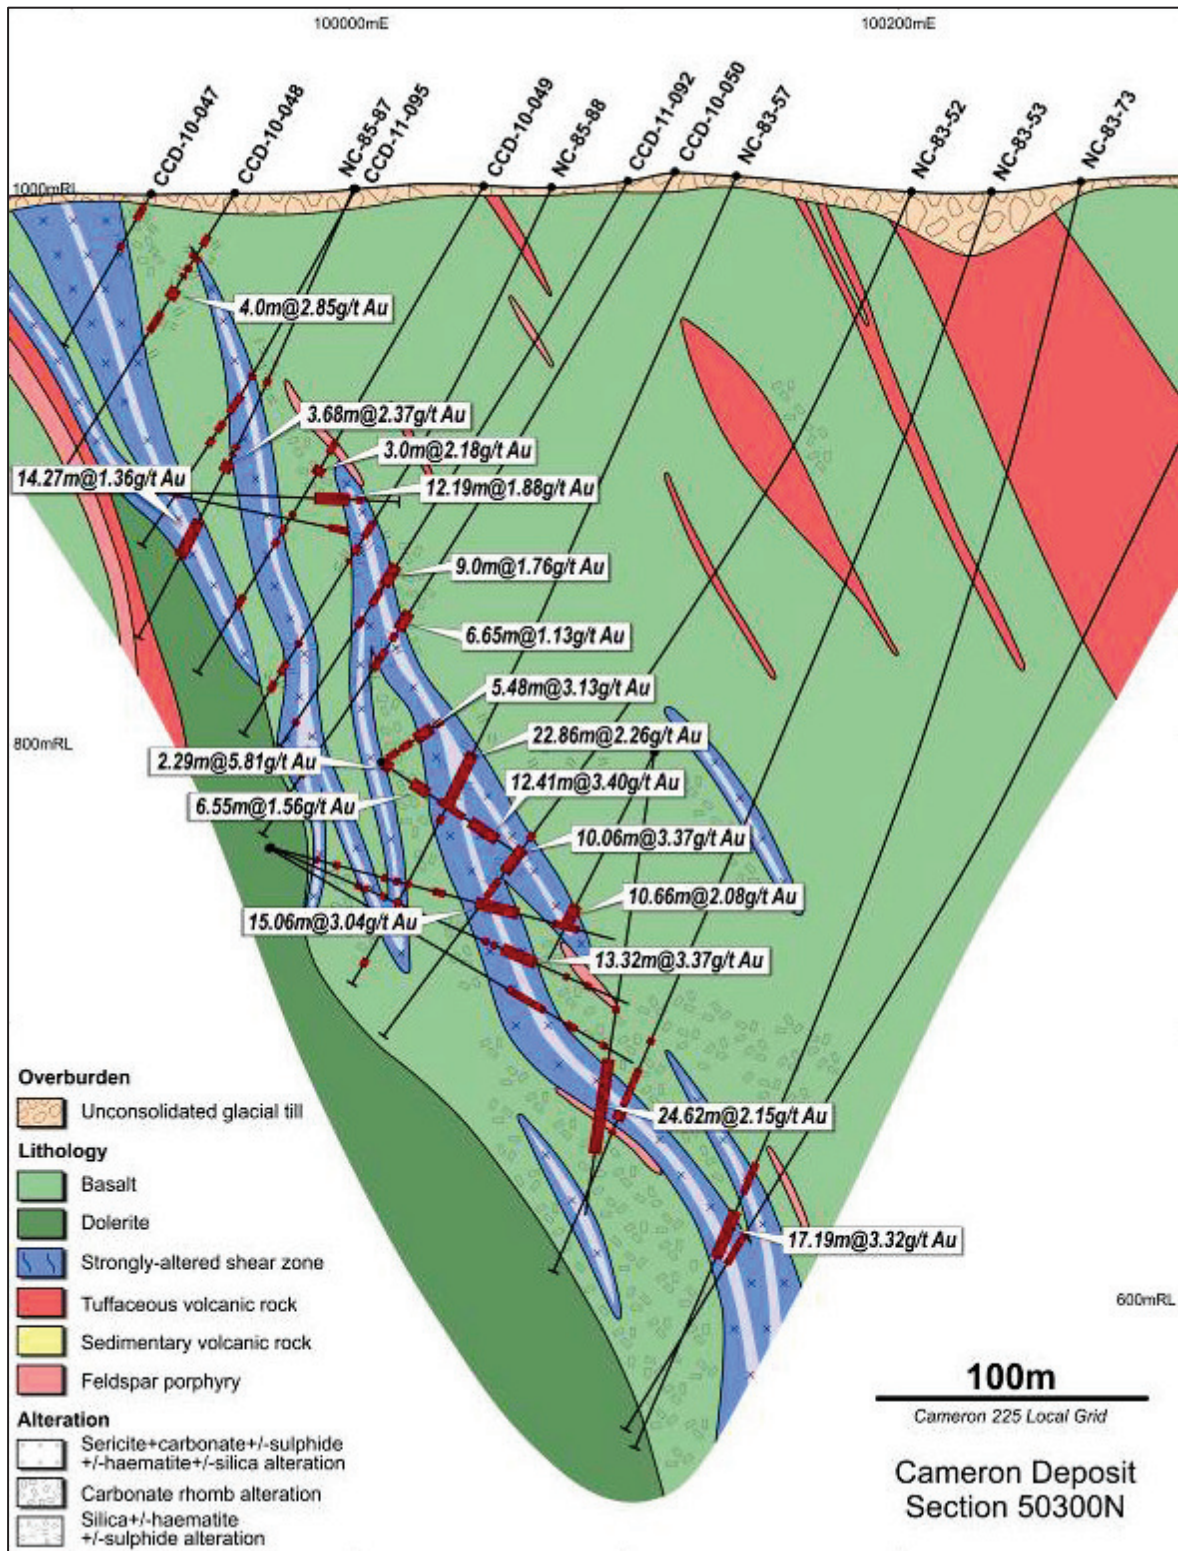 100000mE
100200mE
CCD-10-047
CCD-10-048
NC-85-87
CCD-11-095
CCD-10-049
NC-85-88
CCD-11-092
CCD-10-050
NC-83-57
NC-83-52
NC-83-53
NC-83-73
1000mRL
4.0m@2.85g/t Au
3.68m@2.37g/t Au
3.0m@2.18g/t Au
14.27m@1.36g/t Au
12.19m@1.88g/t Au
9.0m@1.76g/t Au
6.65m@1.13g/t Au
5.48m@3.13g/t Au
800mRL
22.86m@2.26g/t Au
2.29m@5.81g/t Au
12.41m@3.40g/t Au
6.55m@1.56g/t Au
10.06m@3.37g/t Au
10.66m@2.08g/t Au
15.06m@3.04g/t Au
13.32m@3.37g/t Au
24.62m@2.15g/t Au
17.19m@3.32g/t Au
600mRL
Overburden
Unconsolidated glacial till
Lithology
Basalt
Dolerite
Strongly-altered shear zone
Tuffaceous volcanic rock
Sedimentary volcanic rock
Feldspar porphyry
Alteration
Sericite+carbonate+/-sulphide
+/-haematite+/-silica alteration
Carbonate rhomb alteration
Silica+/-haematite
+/-sulphide alteration
100m
Cameron 225 Local Grid
Cameron Deposit
Section 50300N